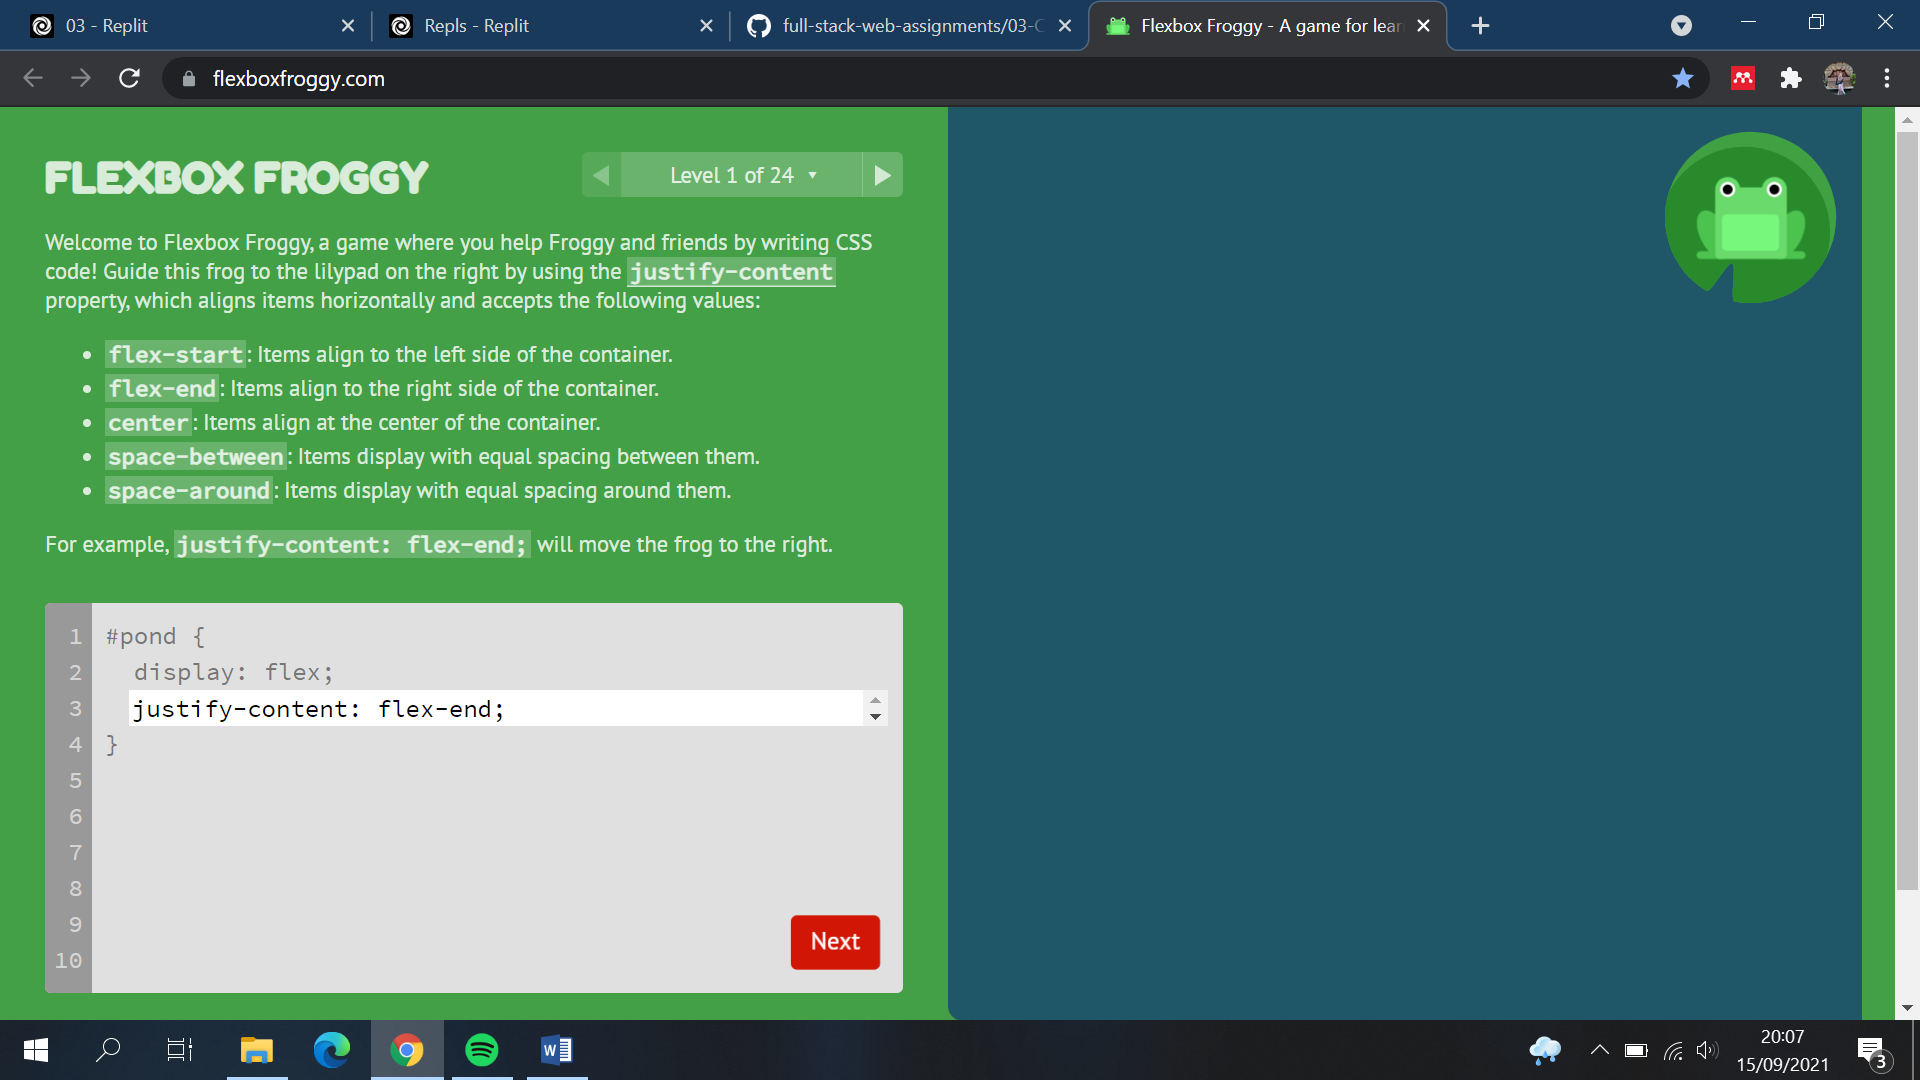 03 - Replit
Repls - Replit
full-stack-web-assignments/03-C
Flexbox Froggy - A game for lear
flexboxfroggy.com
FLEXBOX FROGGY
Level 1 of 24
Welcome to Flexbox Froggy, a game where you help Froggy and friends by writing CSS
code! Guide this frog to the lilypad on the right by using the justify-content
property, which aligns items horizontally and accepts the following values:
flex-start: Items align to the left side of the container.
flex-end: Items align to the right side of the container.
center: Items align at the center of the container.
space-between: Items display with equal spacing between them.
space-around: Items display with equal spacing around them.
For example, justify-content: flex-end; will move the frog to the right.
1 #pond {
2 display: flex;
3 justify-content: flex-end;
4 }
5
6
7
8
9
10
Next
20:07
15/09/2021
3